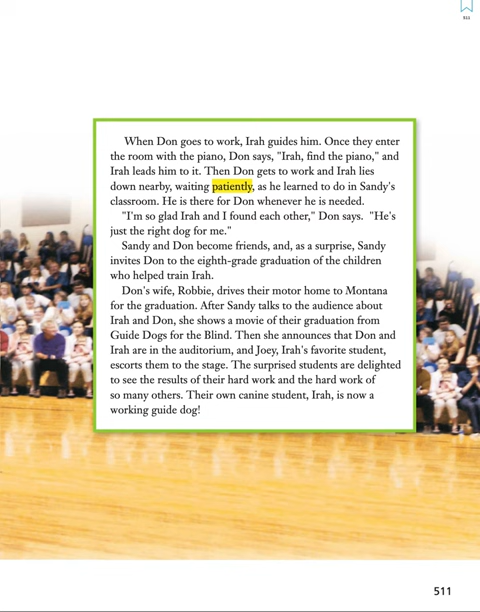 511
When Don goes to work, Irah guides him. Once they enter
the room with the piano, Don says, "Irah, find the piano," and
Irah leads him to it. Then Don gets to work and Irah lies
down nearby, waiting patiently, as he learned to do in Sandy's
classroom. He is there for Don whenever he is needed.
"I'm so glad Irah and I found each other," Don says. "He's
just the right dog for me."
Sandy and Don become friends, and, as a surprise, Sandy
invites Don to the eighth-grade graduation of the children
who helped train Irah.
Don's wife, Robbie, drives their motor home to Montana
for the graduation. After Sandy talks to the audience about
Irah and Don, she shows a movie of their graduation from
Guide Dogs for the Blind. Then she announces that Don and
Irah are in the auditorium, and Joey, Irah's favorite student,
escorts them to the stage. The surprised students are delighted
to see the results of their hard work and the hard work of
so many others. Their own canine student, Irah, is now a
working guide dog!
511